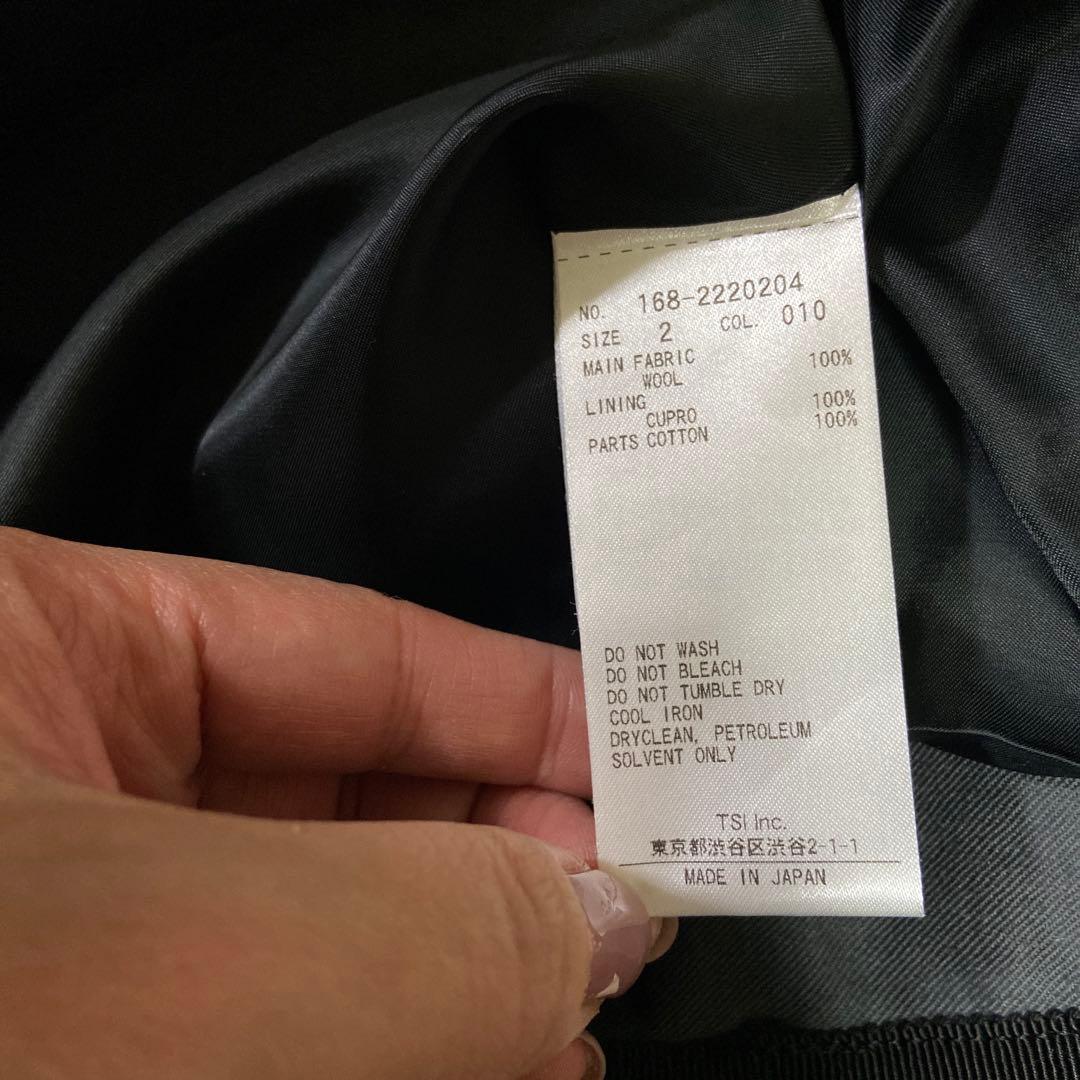 NO. 168-2220204
SIZE 2 COL. 010
MAIN FABRIC
WOOL 100%
LINING
CUPRO 100%
PARTS COTTON 100%
DO NOT WASH
DO NOT BLEACH
DO NOT TUMBLE DRY
COOL IRON
DRYCLEAN, PETROLEUM
SOLVENT ONLY
TSI Inc.
東京都渋谷区渋谷2-1-1
MADE IN JAPAN